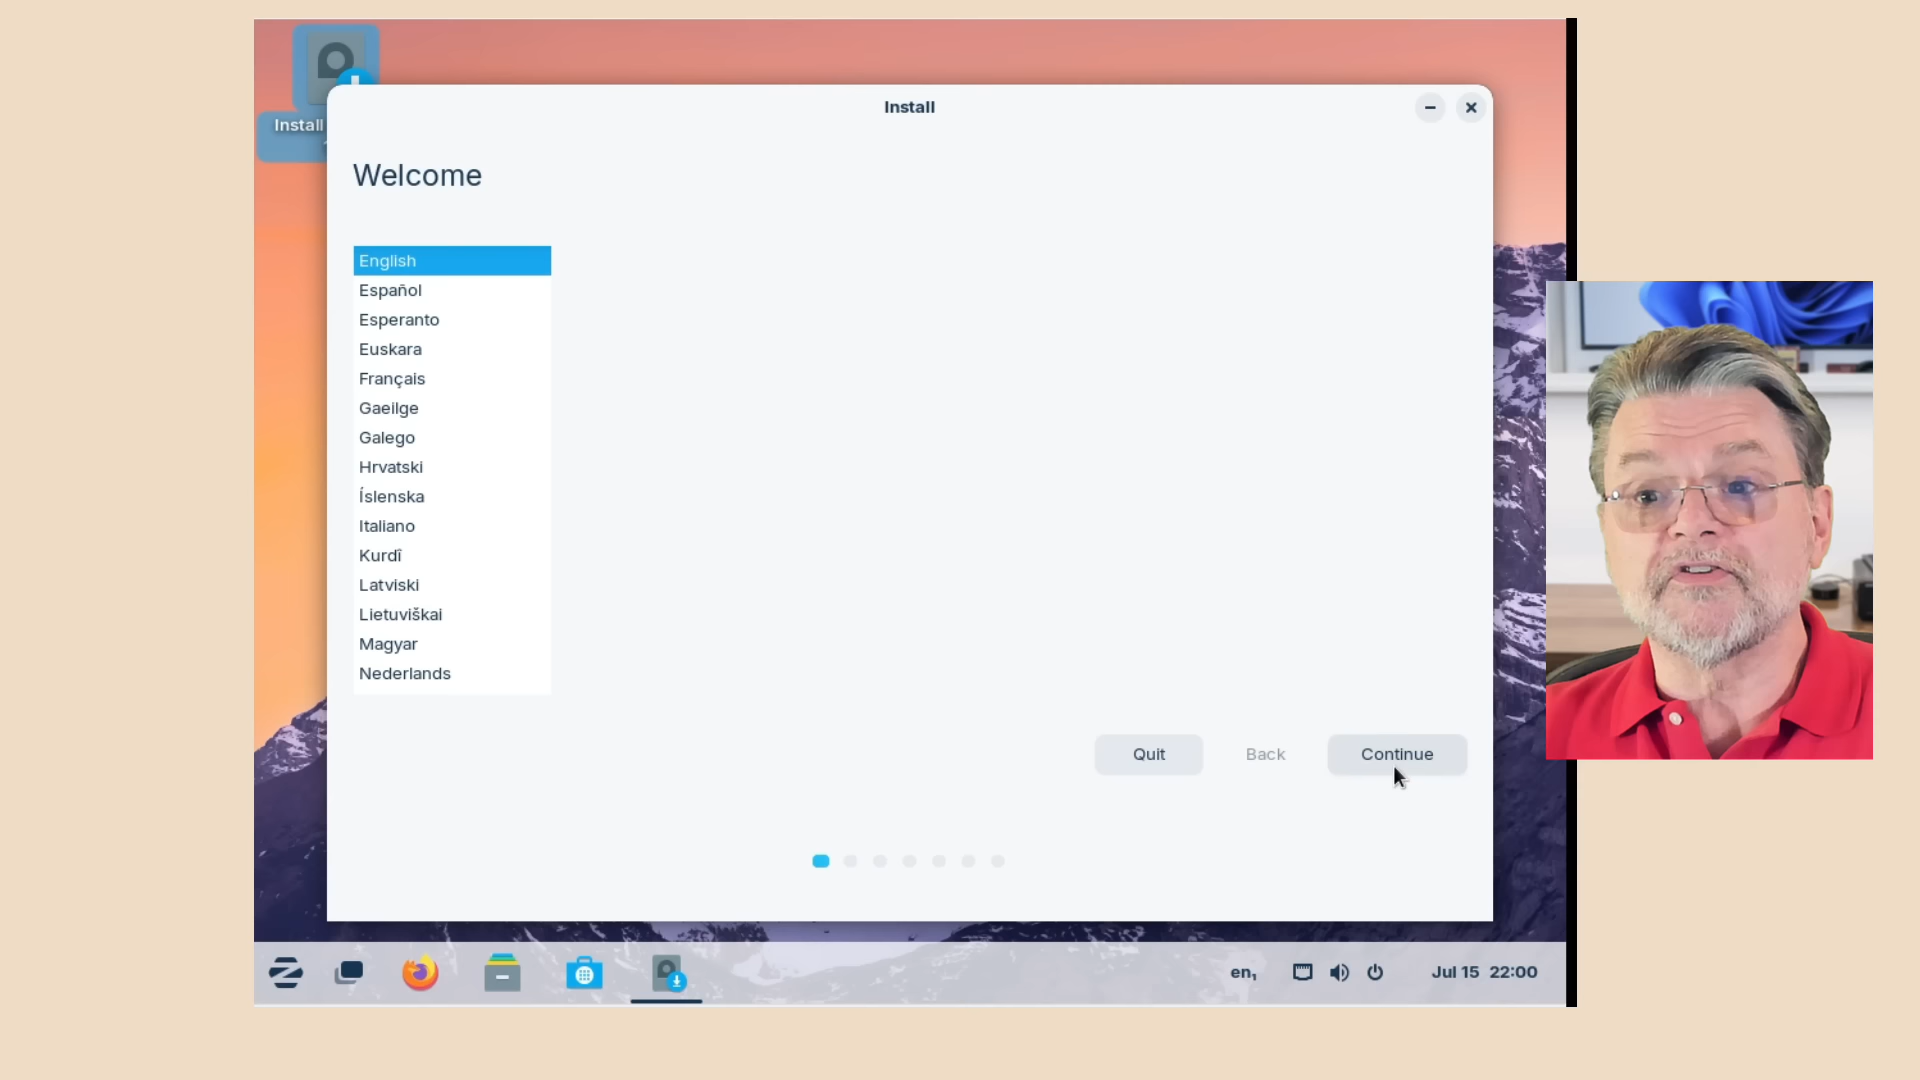 Install
Install
Welcome
English
Español
Esperanto
Euskara
Français
Gaeilge
Galego
Hrvatski
Íslenska
Italiano
Kurdî
Latviski
Lietuviškai
Magyar
Nederlands
Quit
Back
Continue
en₁
Jul 15 22:00